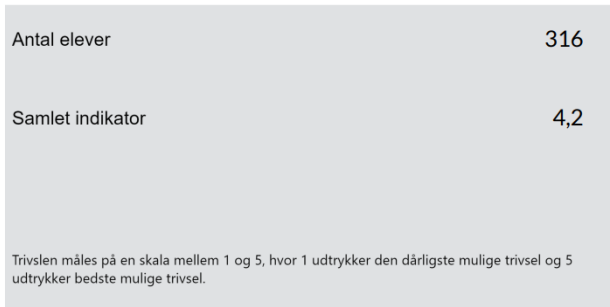 Antal elever 316
Samlet indikator 4,2
Trivslen måles på en skala mellem 1 og 5, hvor 1 udtrykker den dårligste mulige trivsel og 5
udtrykker bedste mulige trivsel.